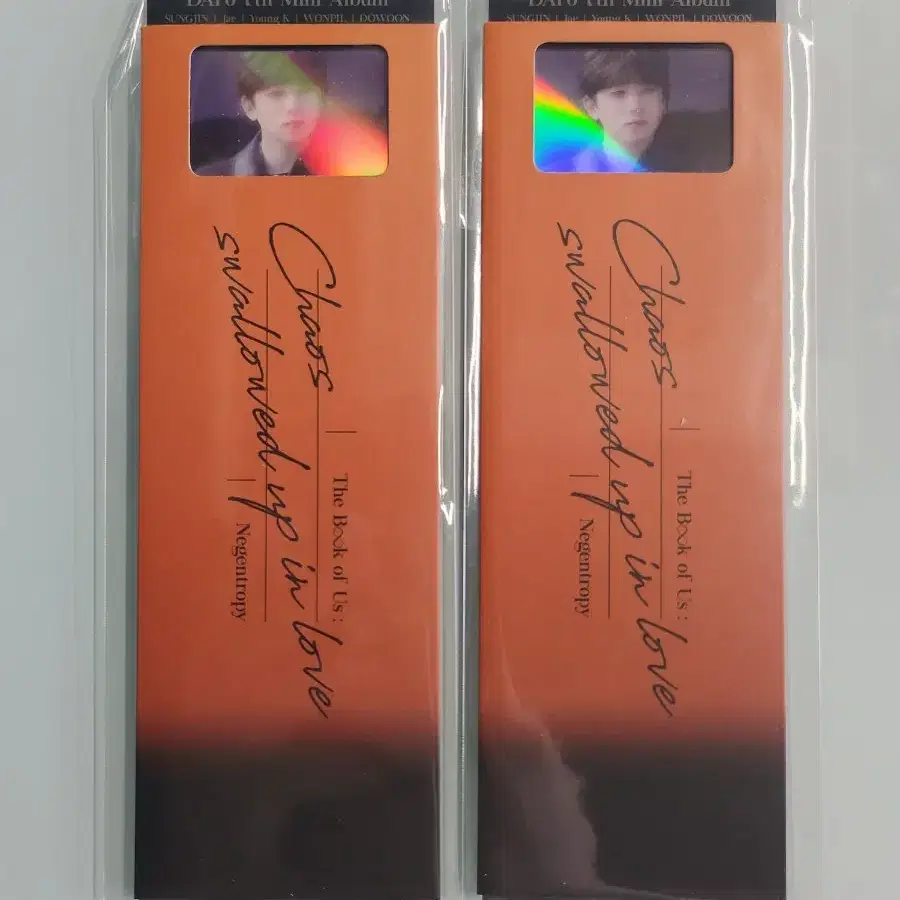 DAY6 7th Mini Album
SUNGJIN | Jae | Young K | WONPIL | DOWOON
Chaos
swallowed up in love
The Book of Us :
Negentropy
DAY6 7th Mini Album
SUNGJIN | Jae | Young K | WONPIL | DOWOON
Chaos
swallowed up in love
The Book of Us :
Negentropy